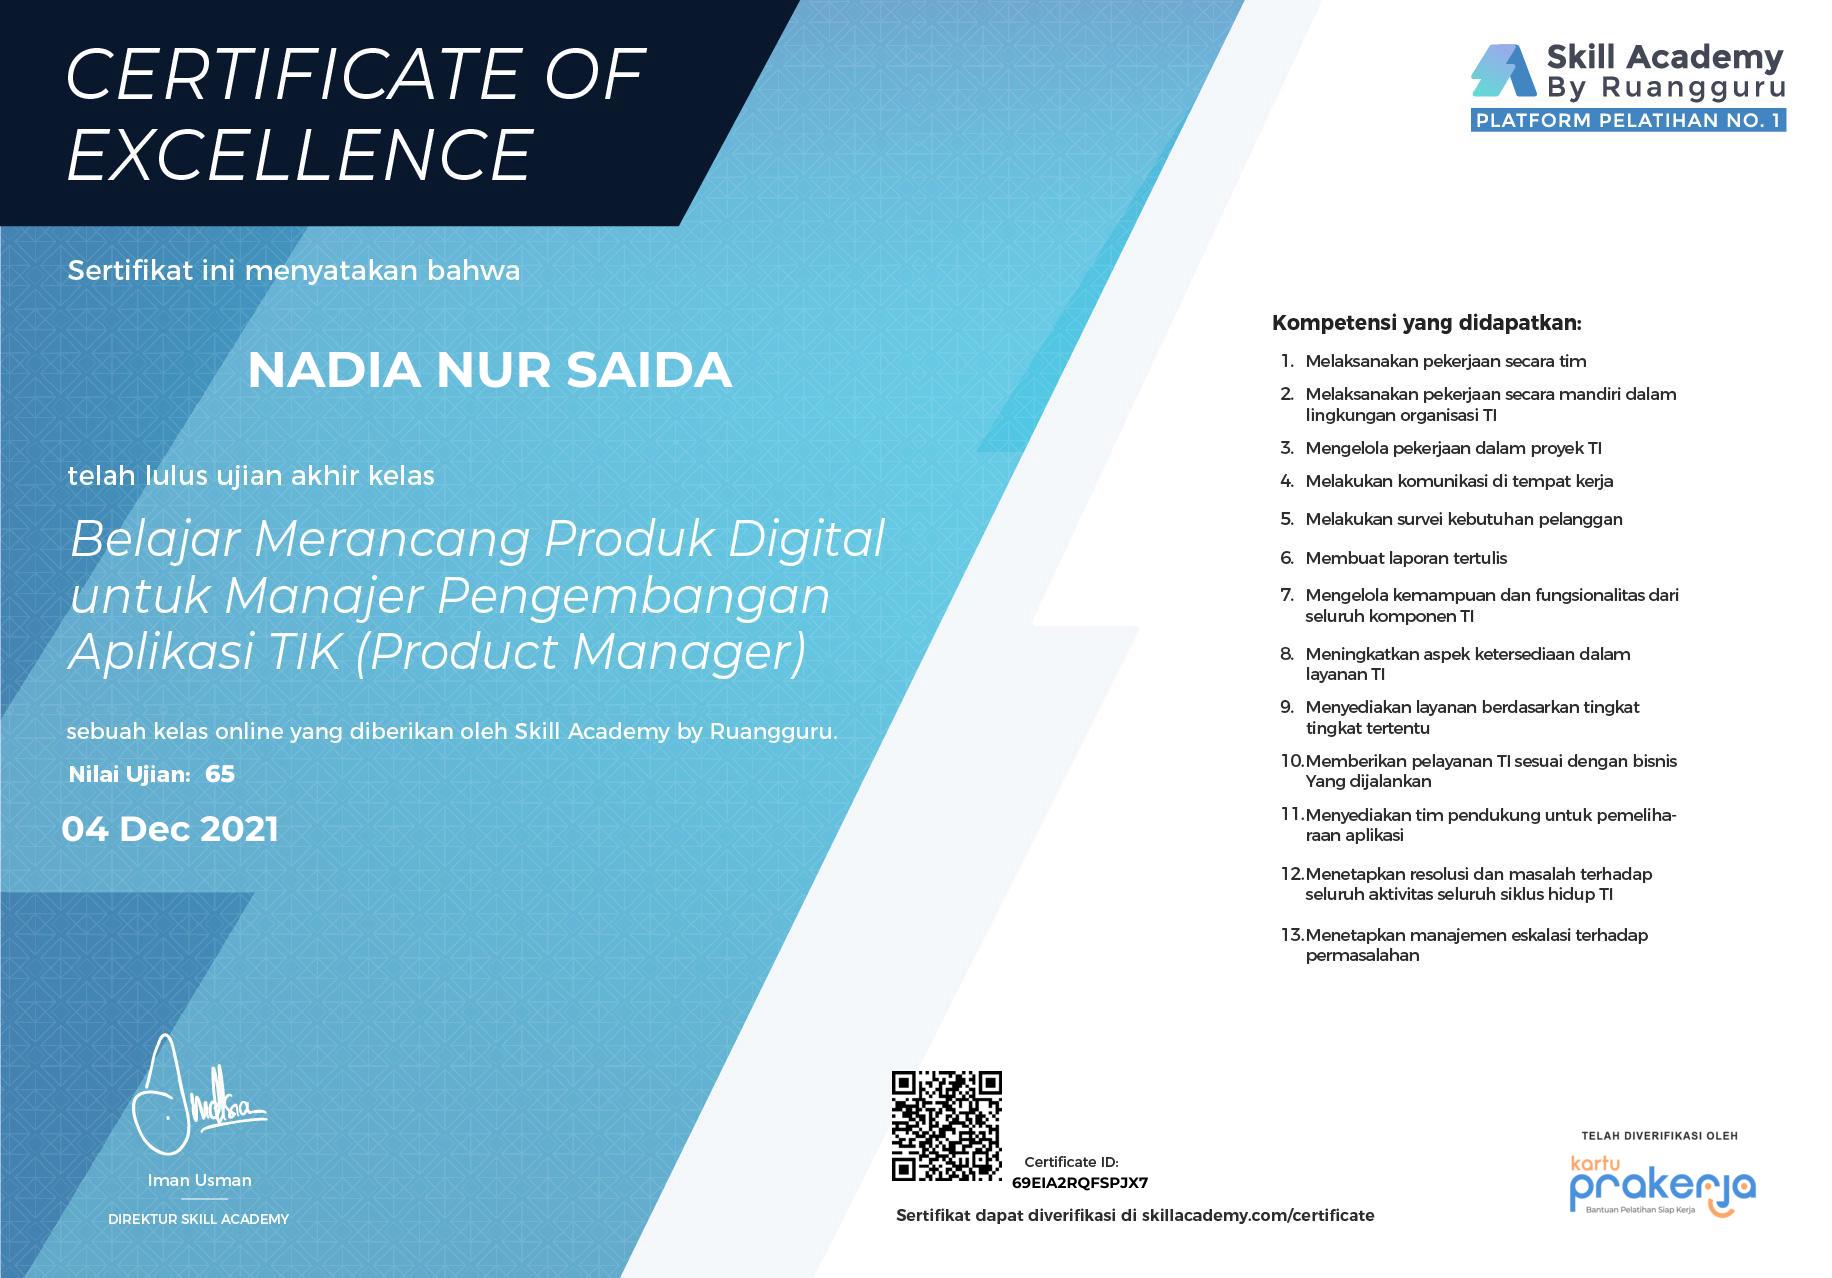 CERTIFICATE OF
EXCELLENCE
Skill Academy
By Ruangguru
PLATFORM PELATIHAN NO. 1
Sertifikat ini menyatakan bahwa
NADIA NUR SAIDA
telah lulus ujian akhir kelas
Belajar Merancang Produk Digital
untuk Manajer Pengembangan
Aplikasi TIK (Product Manager)
sebuah kelas online yang diberikan oleh Skill Academy by Ruangguru.
Nilai Ujian: 65
04 Dec 2021
Iman Usman
DIREKTUR SKILL ACADEMY
Kompetensi yang didapatkan:
1. Melaksanakan pekerjaan secara tim
2. Melaksanakan pekerjaan secara mandiri dalam
lingkungan organisasi TI
3. Mengelola pekerjaan dalam proyek TI
4. Melakukan komunikasi di tempat kerja
5. Melakukan survei kebutuhan pelanggan
6. Membuat laporan tertulis
7. Mengelola kemampuan dan fungsionalitas dari
seluruh komponen TI
8. Meningkatkan aspek ketersediaan dalam
layanan TI
9. Menyediakan layanan berdasarkan tingkat
tingkat tertentu
10. Memberikan pelayanan TI sesuai dengan bisnis
Yang dijalankan
11. Menyediakan tim pendukung untuk pemeliha-
raan aplikasi
12. Menetapkan resolusi dan masalah terhadap
seluruh aktivitas seluruh siklus hidup TI
13. Menetapkan manajemen eskalasi terhadap
permasalahan
Certificate ID:
69EIA2RQFSPJX7
Sertifikat dapat diverifikasi di skillacademy.com/certificate
TELAH DIVERIFIKASI OLEH
kartu
prakerja
Bantuan Pelatihan Siap Kerja